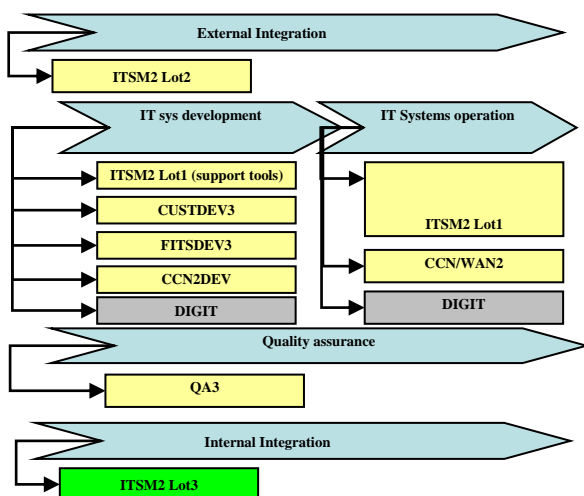 External Integration
ITSM2 Lot2
IT sys development
ITSM2 Lot1 (support tools)
CUSTDEV3
FITSDEV3
CCN2DEV
DIGIT
IT Systems operation
ITSM2 Lot1
CCN/WAN2
DIGIT
Quality assurance
QA3
Internal Integration
ITSM2 Lot3